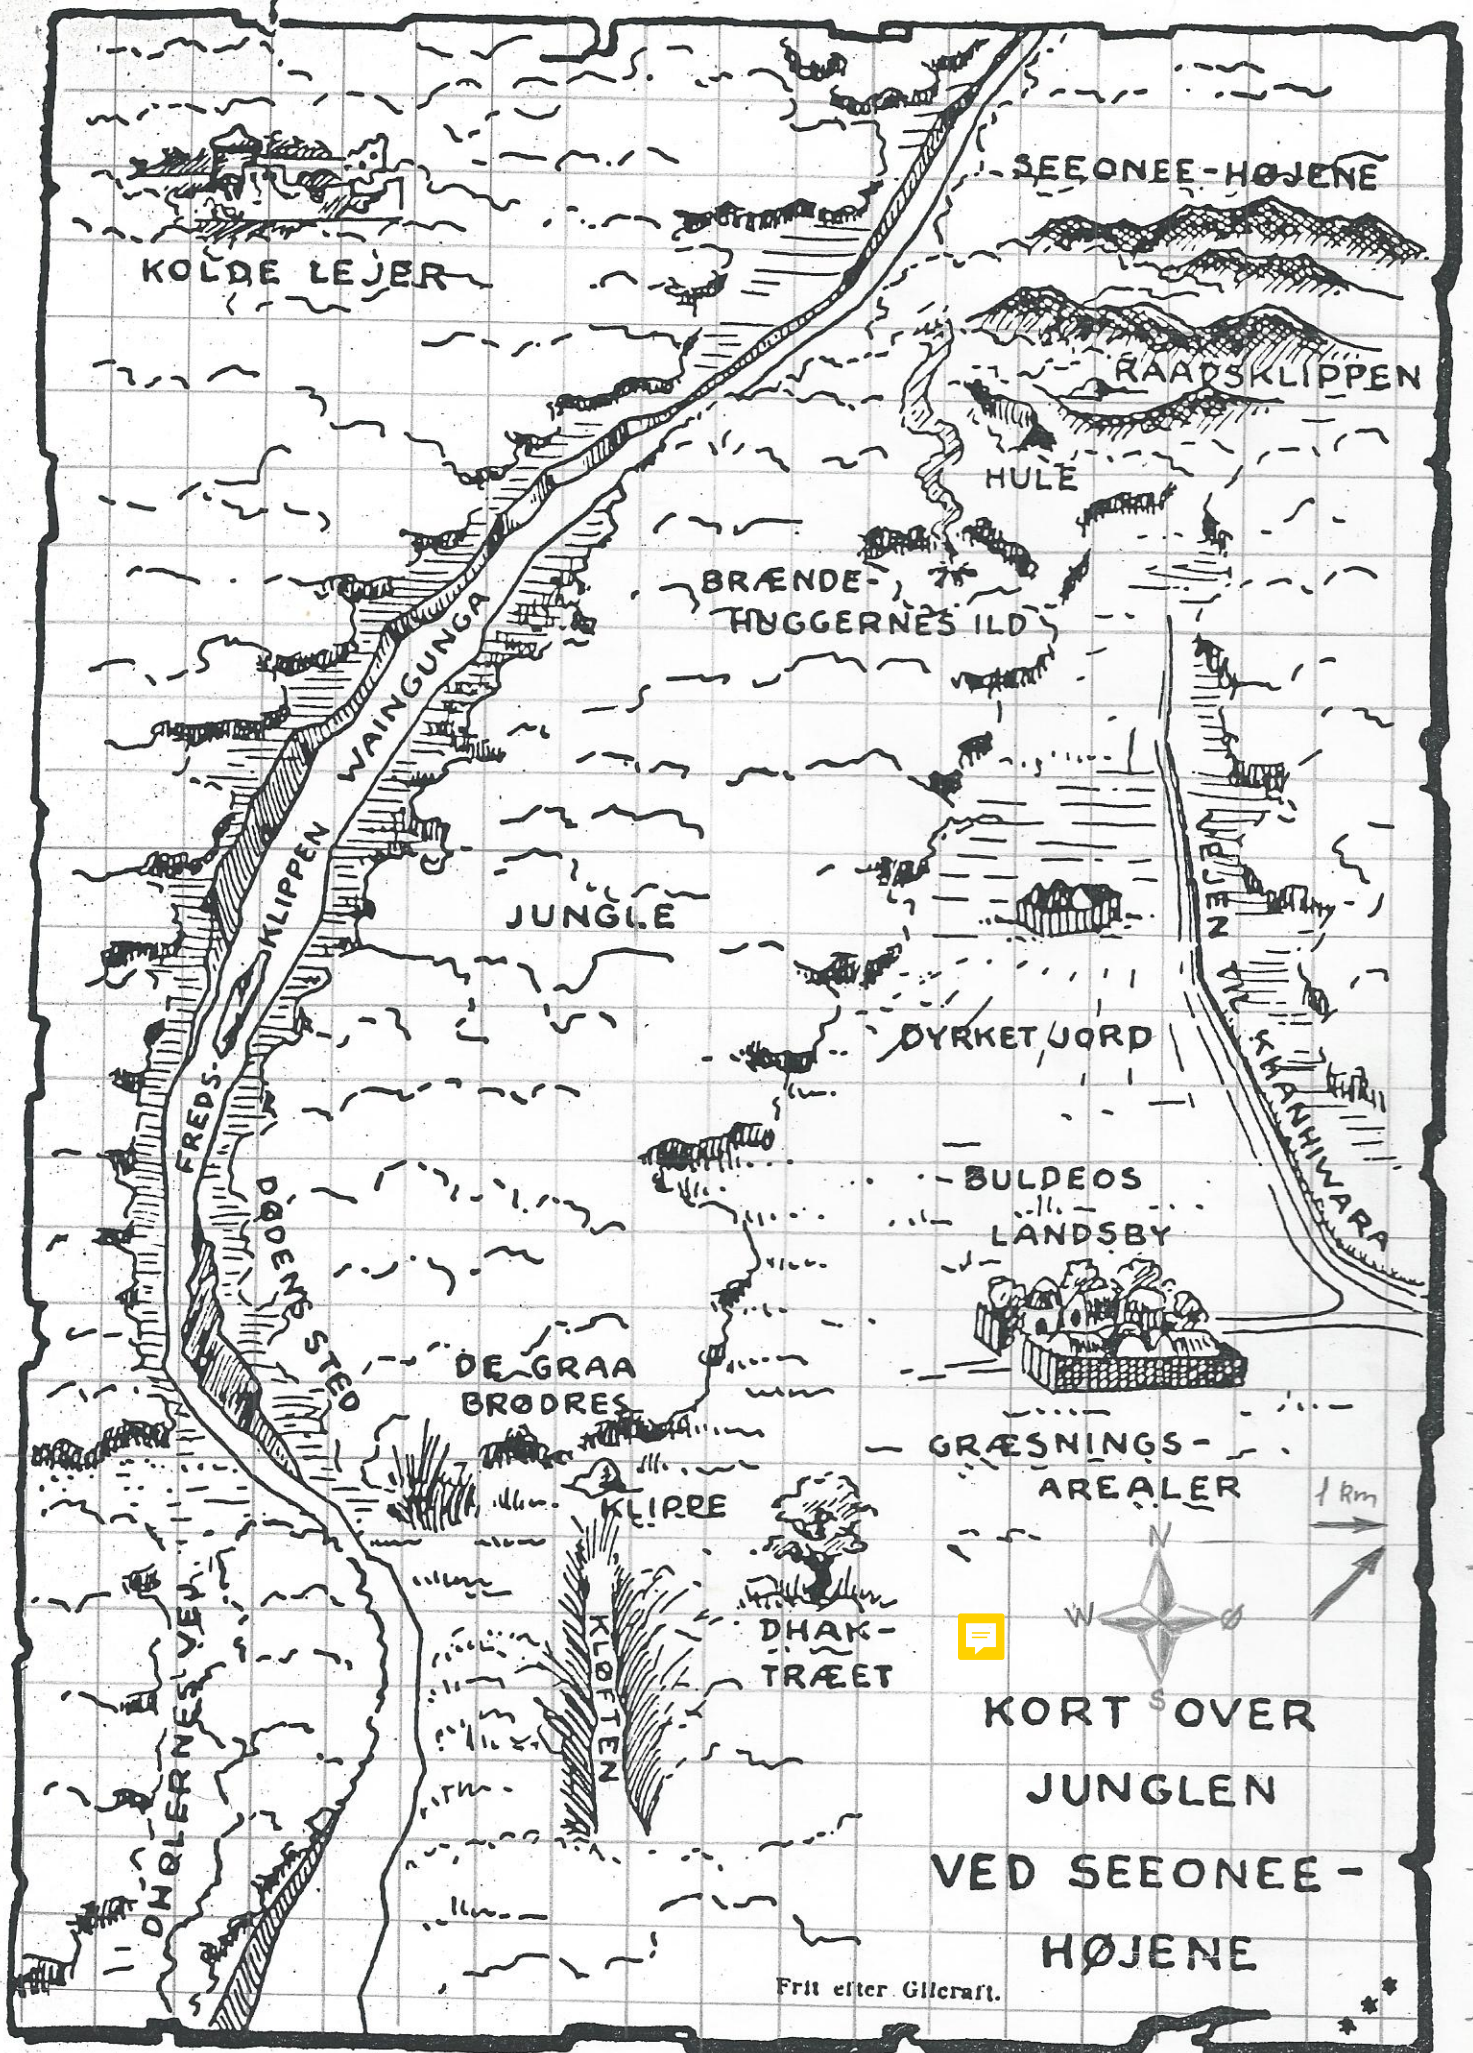 SEEONEE-HØJENE
KOLDE LEJER
RAADSKLIPPEN
HULE
BRÆNDE-
HUGGERNES ILD
WAINGUNGA
FREDS-KLIPPEN
JUNGLE
VEJEN TIL KHANHIWARA
DYRKET JORD
BULDEOS
LANDSBY
DØDENS STED
DE GRAA
BRØDRES
KLIPPE
GRÆSNINGS-
AREALER
1 km
N
W Ø
S
KLØFTEN
DHAK-
TRÆET
DHOLERNES VEJ
KORT OVER
JUNGLEN
VED SEEONEE-
HØJENE
Frit efter Gilcraft.